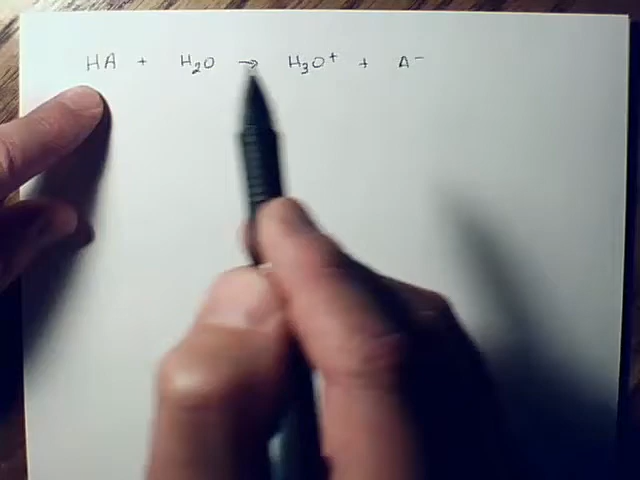 HA + H₂O → H₃O⁺ + A⁻